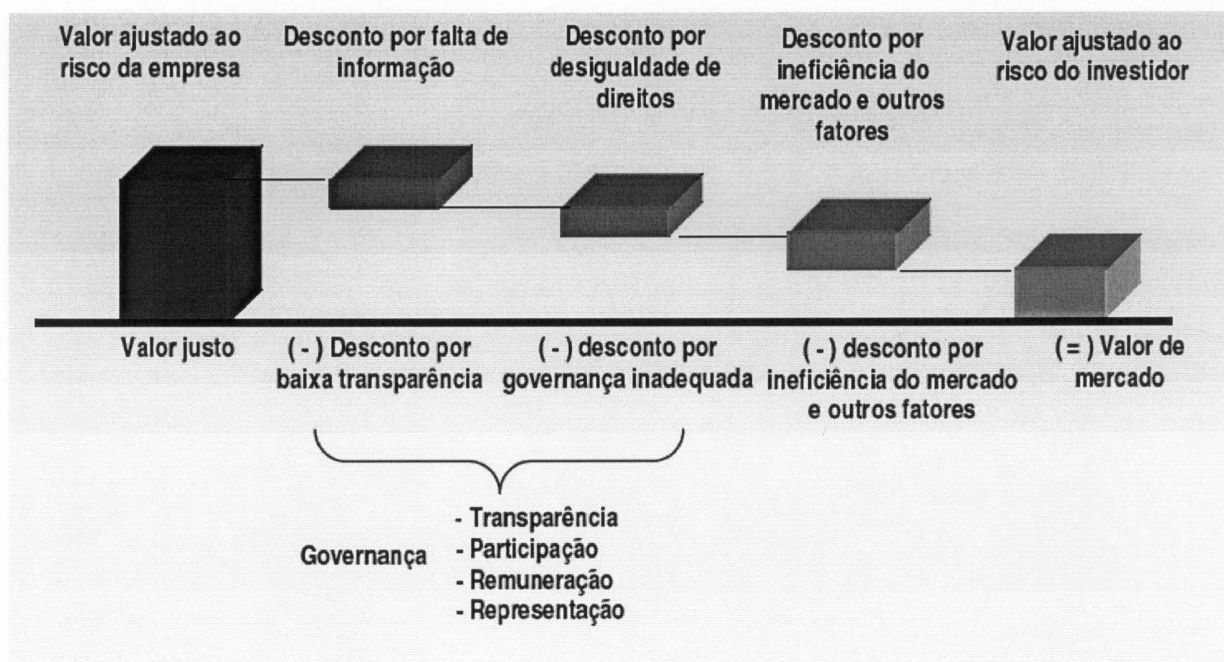 Valor ajustado ao
risco da empresa
Desconto por falta de
informação
Desconto por
desigualdade de
direitos
Desconto por
ineficiência do
mercado e outros
fatores
Valor ajustado ao
risco do investidor
Valor justo
( - ) Desconto por
baixa transparência
( - ) desconto por
governança inadequada
( - ) desconto por
ineficiência do mercado
e outros fatores
( = ) Valor de
mercado
Governança
- Transparência
- Participação
- Remuneração
- Representação